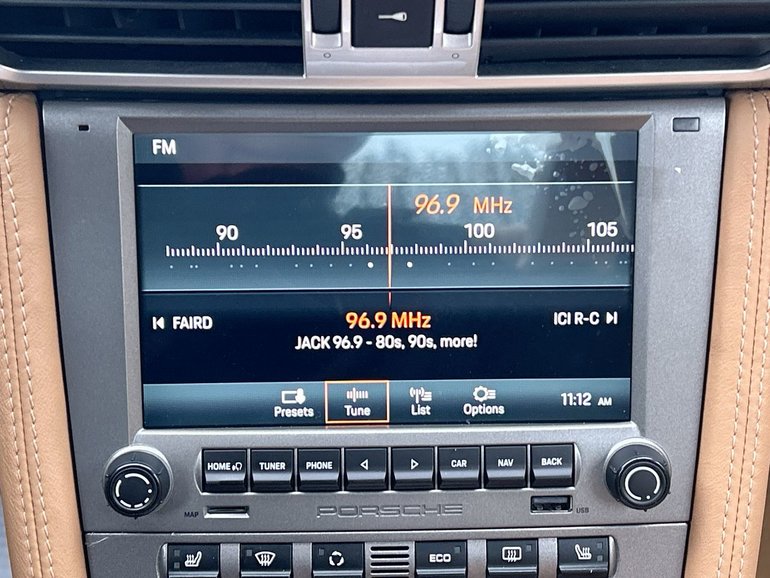 FM
96.9 MHz
90 95 100 105
FAIRD 96.9 MHz ICI R-C
JACK 96.9 - 80s, 90s, more!
Presets Tune List Options 11:12 AM
HOME TUNER PHONE CAR NAV BACK
MAP PORSCHE USB
ECO